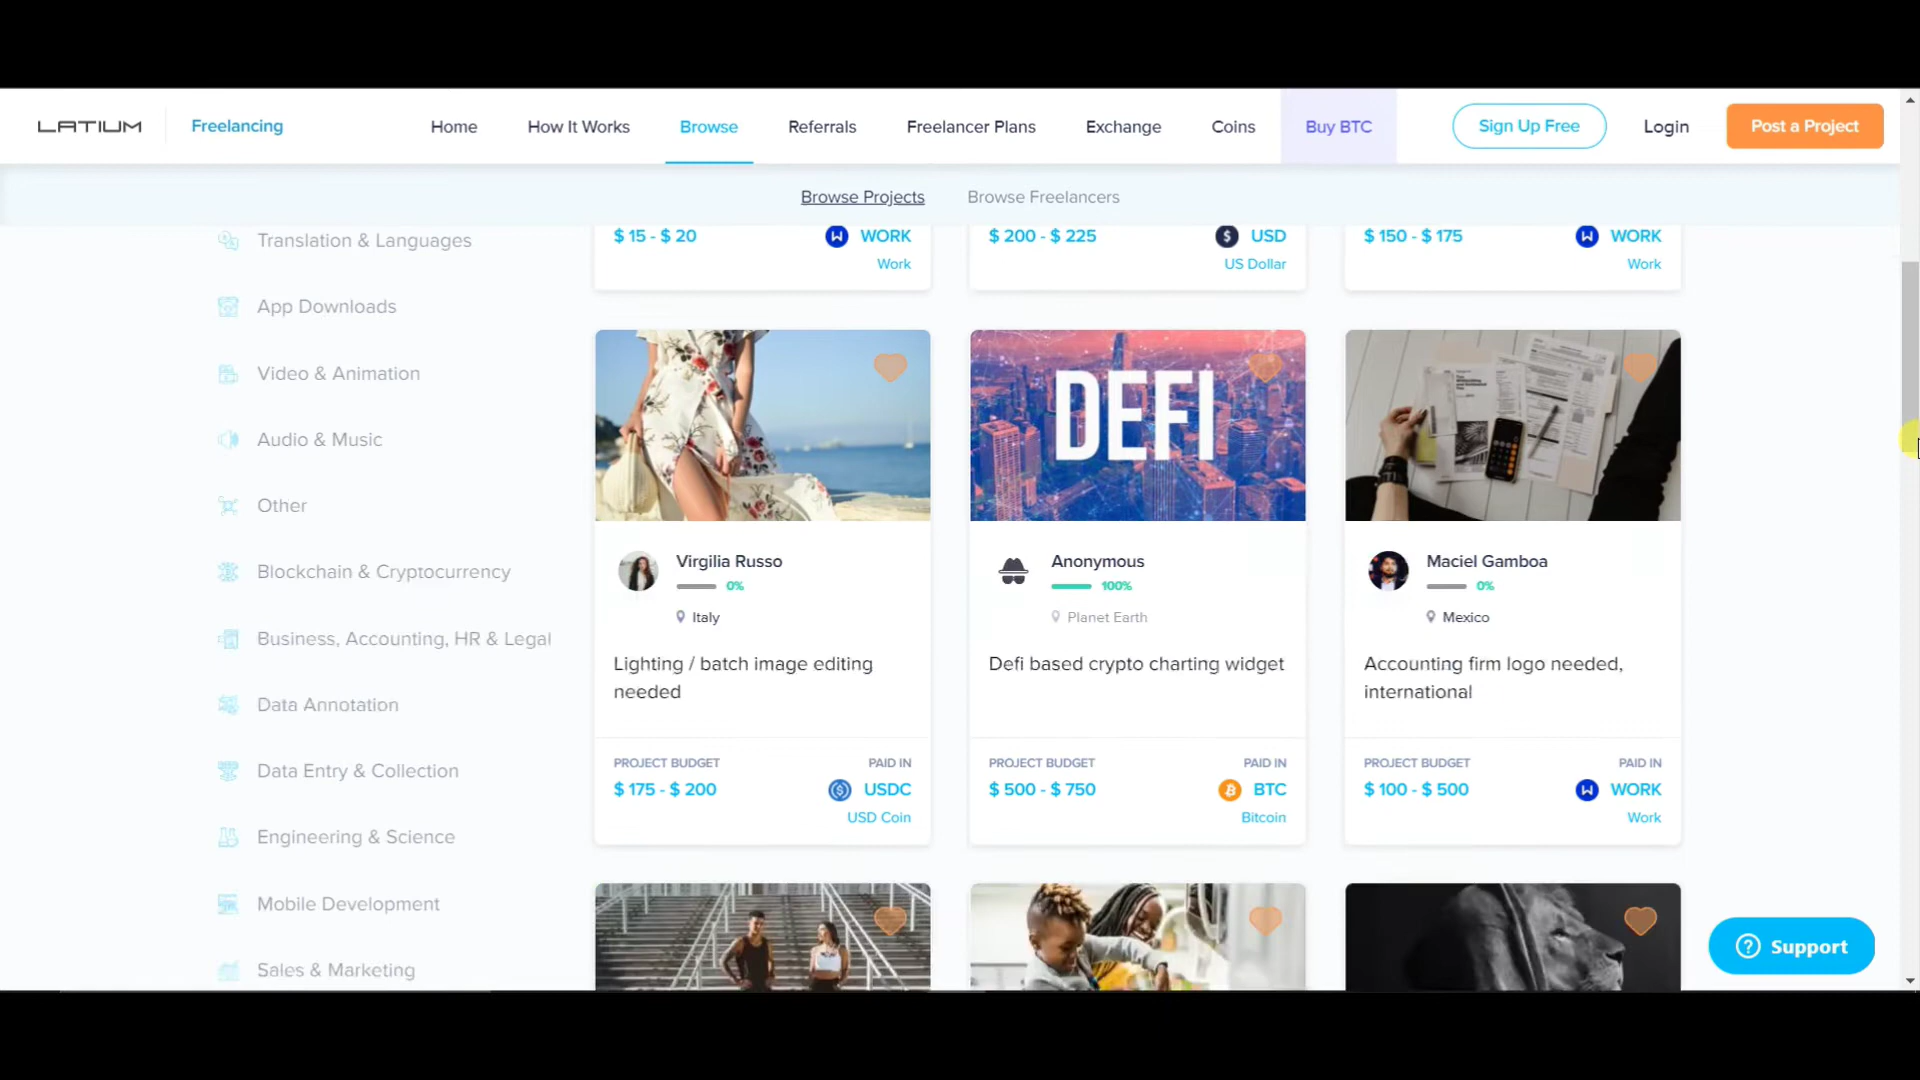 LATIUM
Freelancing
Home
How It Works
Browse
Referrals
Freelancer Plans
Exchange
Coins
Buy BTC
Sign Up Free
Login
Post a Project
Browse Projects
Browse Freelancers
Translation & Languages
App Downloads
Video & Animation
Audio & Music
Other
Blockchain & Cryptocurrency
Business, Accounting, HR & Legal
Data Annotation
Data Entry & Collection
Engineering & Science
Mobile Development
Sales & Marketing
$ 15 - $ 20
WORK
Work
$ 200 - $ 225
USD
US Dollar
$ 150 - $ 175
WORK
Work
Virgilia Russo
0%
Italy
Lighting / batch image editing
needed
PROJECT BUDGET
PAID IN
$ 175 - $ 200
USDC
USD Coin
DEFI
Anonymous
100%
Planet Earth
Defi based crypto charting widget
PROJECT BUDGET
PAID IN
$ 500 - $ 750
BTC
Bitcoin
Maciel Gamboa
0%
Mexico
Accounting firm logo needed,
international
PROJECT BUDGET
PAID IN
$ 100 - $ 500
WORK
Work
Support